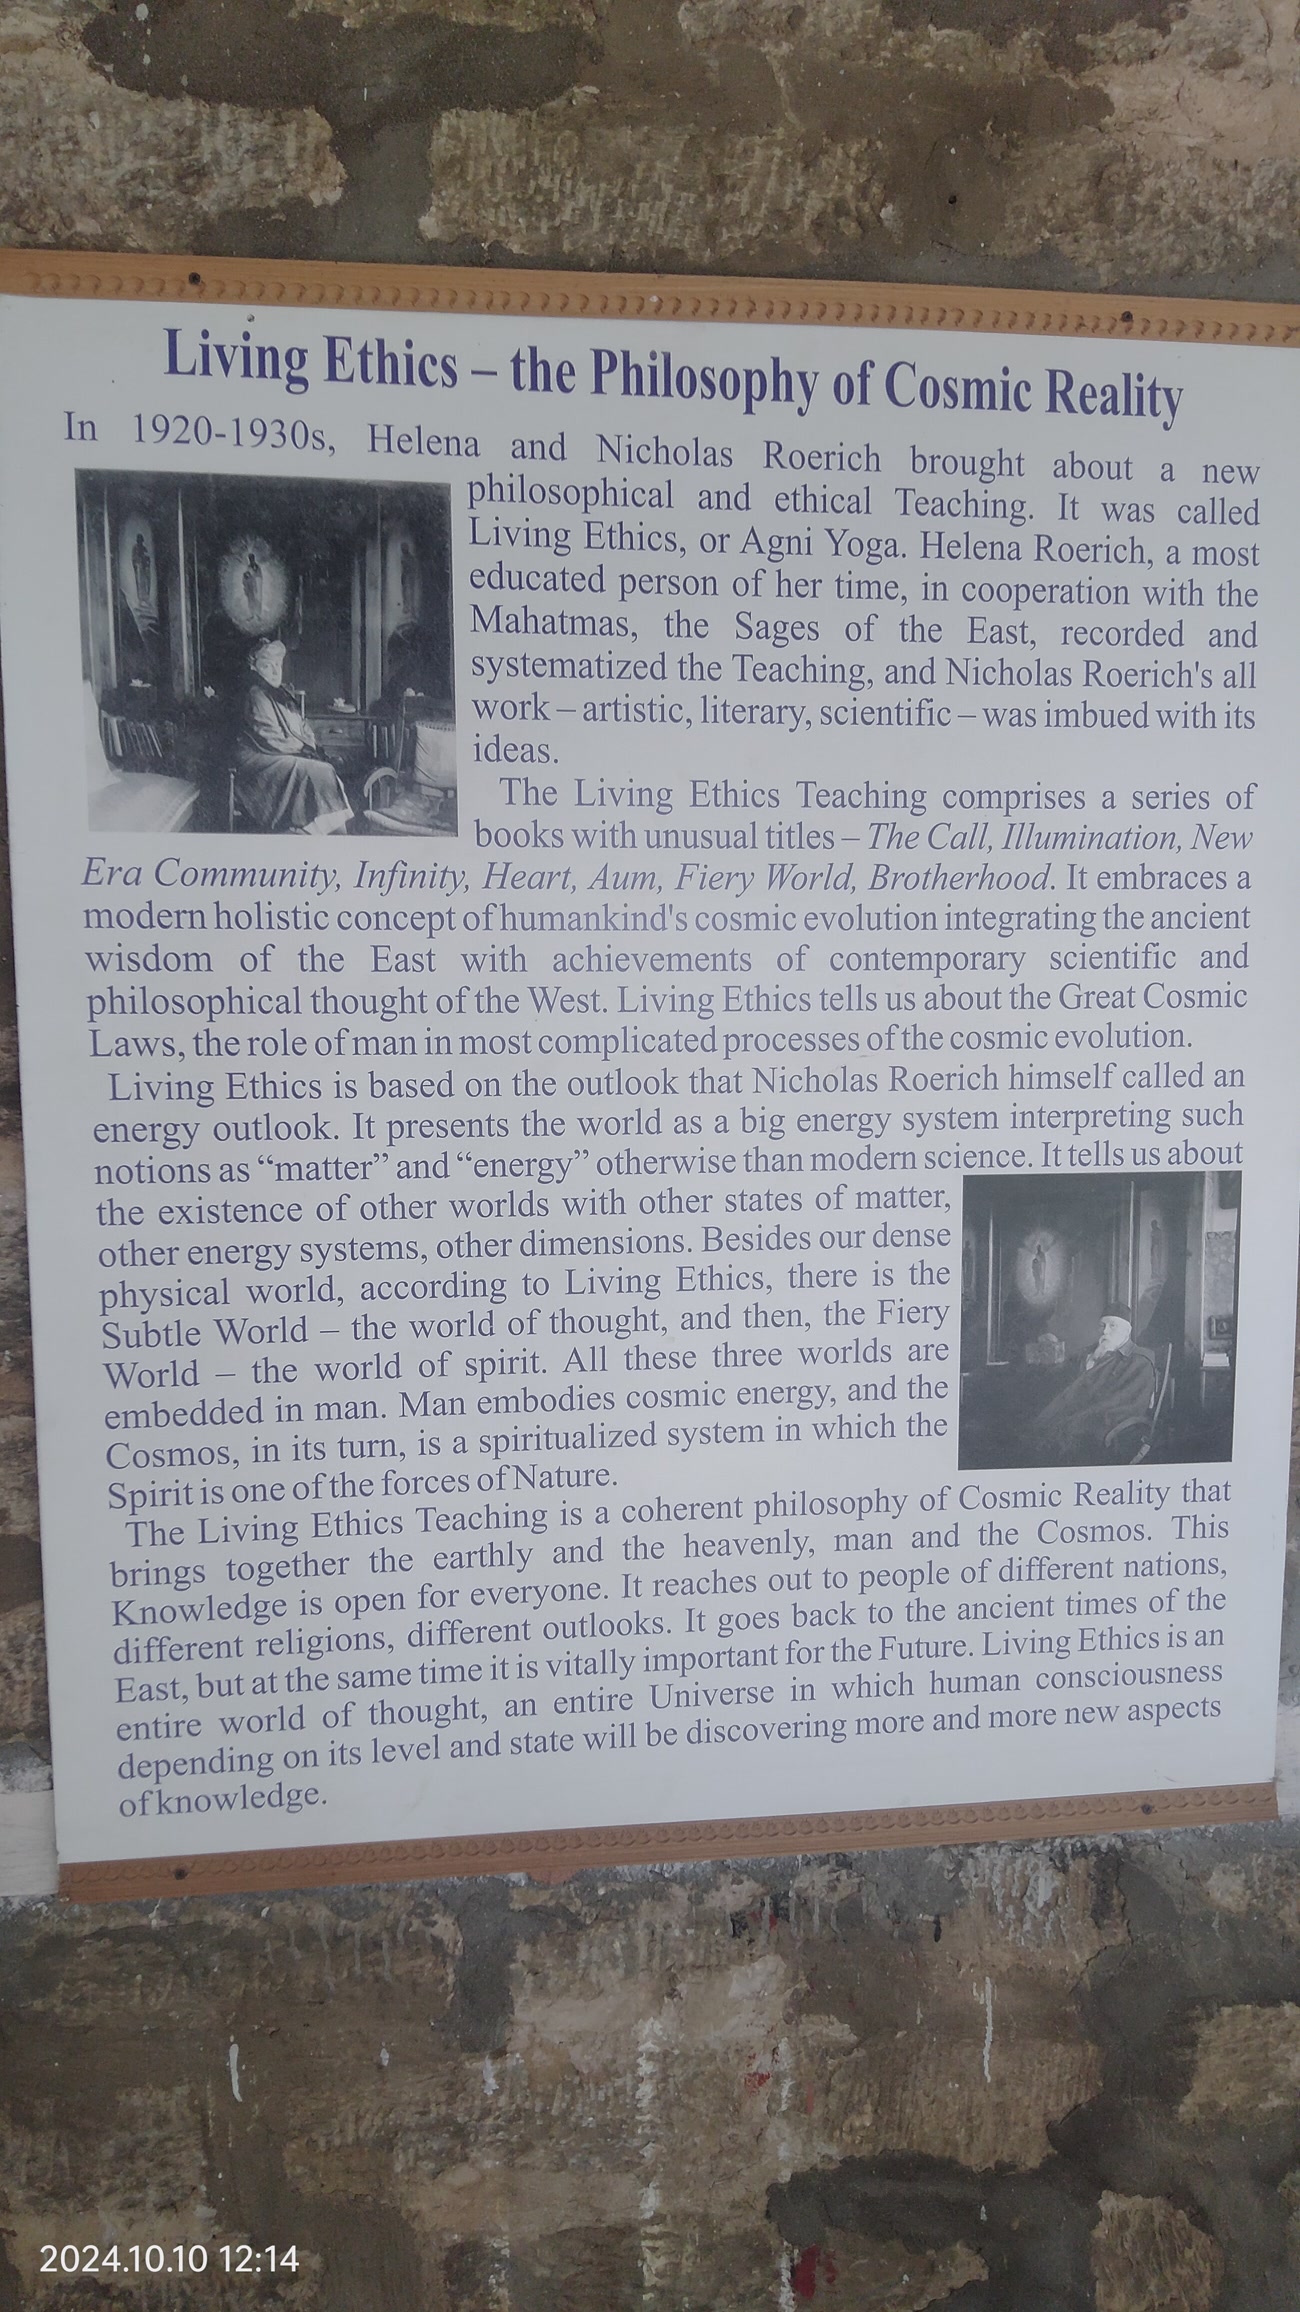 Living Ethics – the Philosophy of Cosmic Reality
In 1920-1930s, Helena and Nicholas Roerich brought about a new
philosophical and ethical Teaching. It was called
Living Ethics, or Agni Yoga. Helena Roerich, a most
educated person of her time, in cooperation with the
Mahatmas, the Sages of the East, recorded and
systematized the Teaching, and Nicholas Roerich's all
work – artistic, literary, scientific – was imbued with its
ideas.
The Living Ethics Teaching comprises a series of
books with unusual titles – The Call, Illumination, New
Era Community, Infinity, Heart, Aum, Fiery World, Brotherhood. It embraces a
modern holistic concept of humankind's cosmic evolution integrating the ancient
wisdom of the East with achievements of contemporary scientific and
philosophical thought of the West. Living Ethics tells us about the Great Cosmic
Laws, the role of man in most complicated processes of the cosmic evolution.
Living Ethics is based on the outlook that Nicholas Roerich himself called an
energy outlook. It presents the world as a big energy system interpreting such
notions as “matter” and “energy” otherwise than modern science. It tells us about
the existence of other worlds with other states of matter,
other energy systems, other dimensions. Besides our dense
physical world, according to Living Ethics, there is the
Subtle World – the world of thought, and then, the Fiery
World – the world of spirit. All these three worlds are
embedded in man. Man embodies cosmic energy, and the
Cosmos, in its turn, is a spiritualized system in which the
Spirit is one of the forces of Nature.
The Living Ethics Teaching is a coherent philosophy of Cosmic Reality that
brings together the earthly and the heavenly, man and the Cosmos. This
Knowledge is open for everyone. It reaches out to people of different nations,
different religions, different outlooks. It goes back to the ancient times of the
East, but at the same time it is vitally important for the Future. Living Ethics is an
entire world of thought, an entire Universe in which human consciousness
depending on its level and state will be discovering more and more new aspects
of knowledge.
2024.10.10 12:14